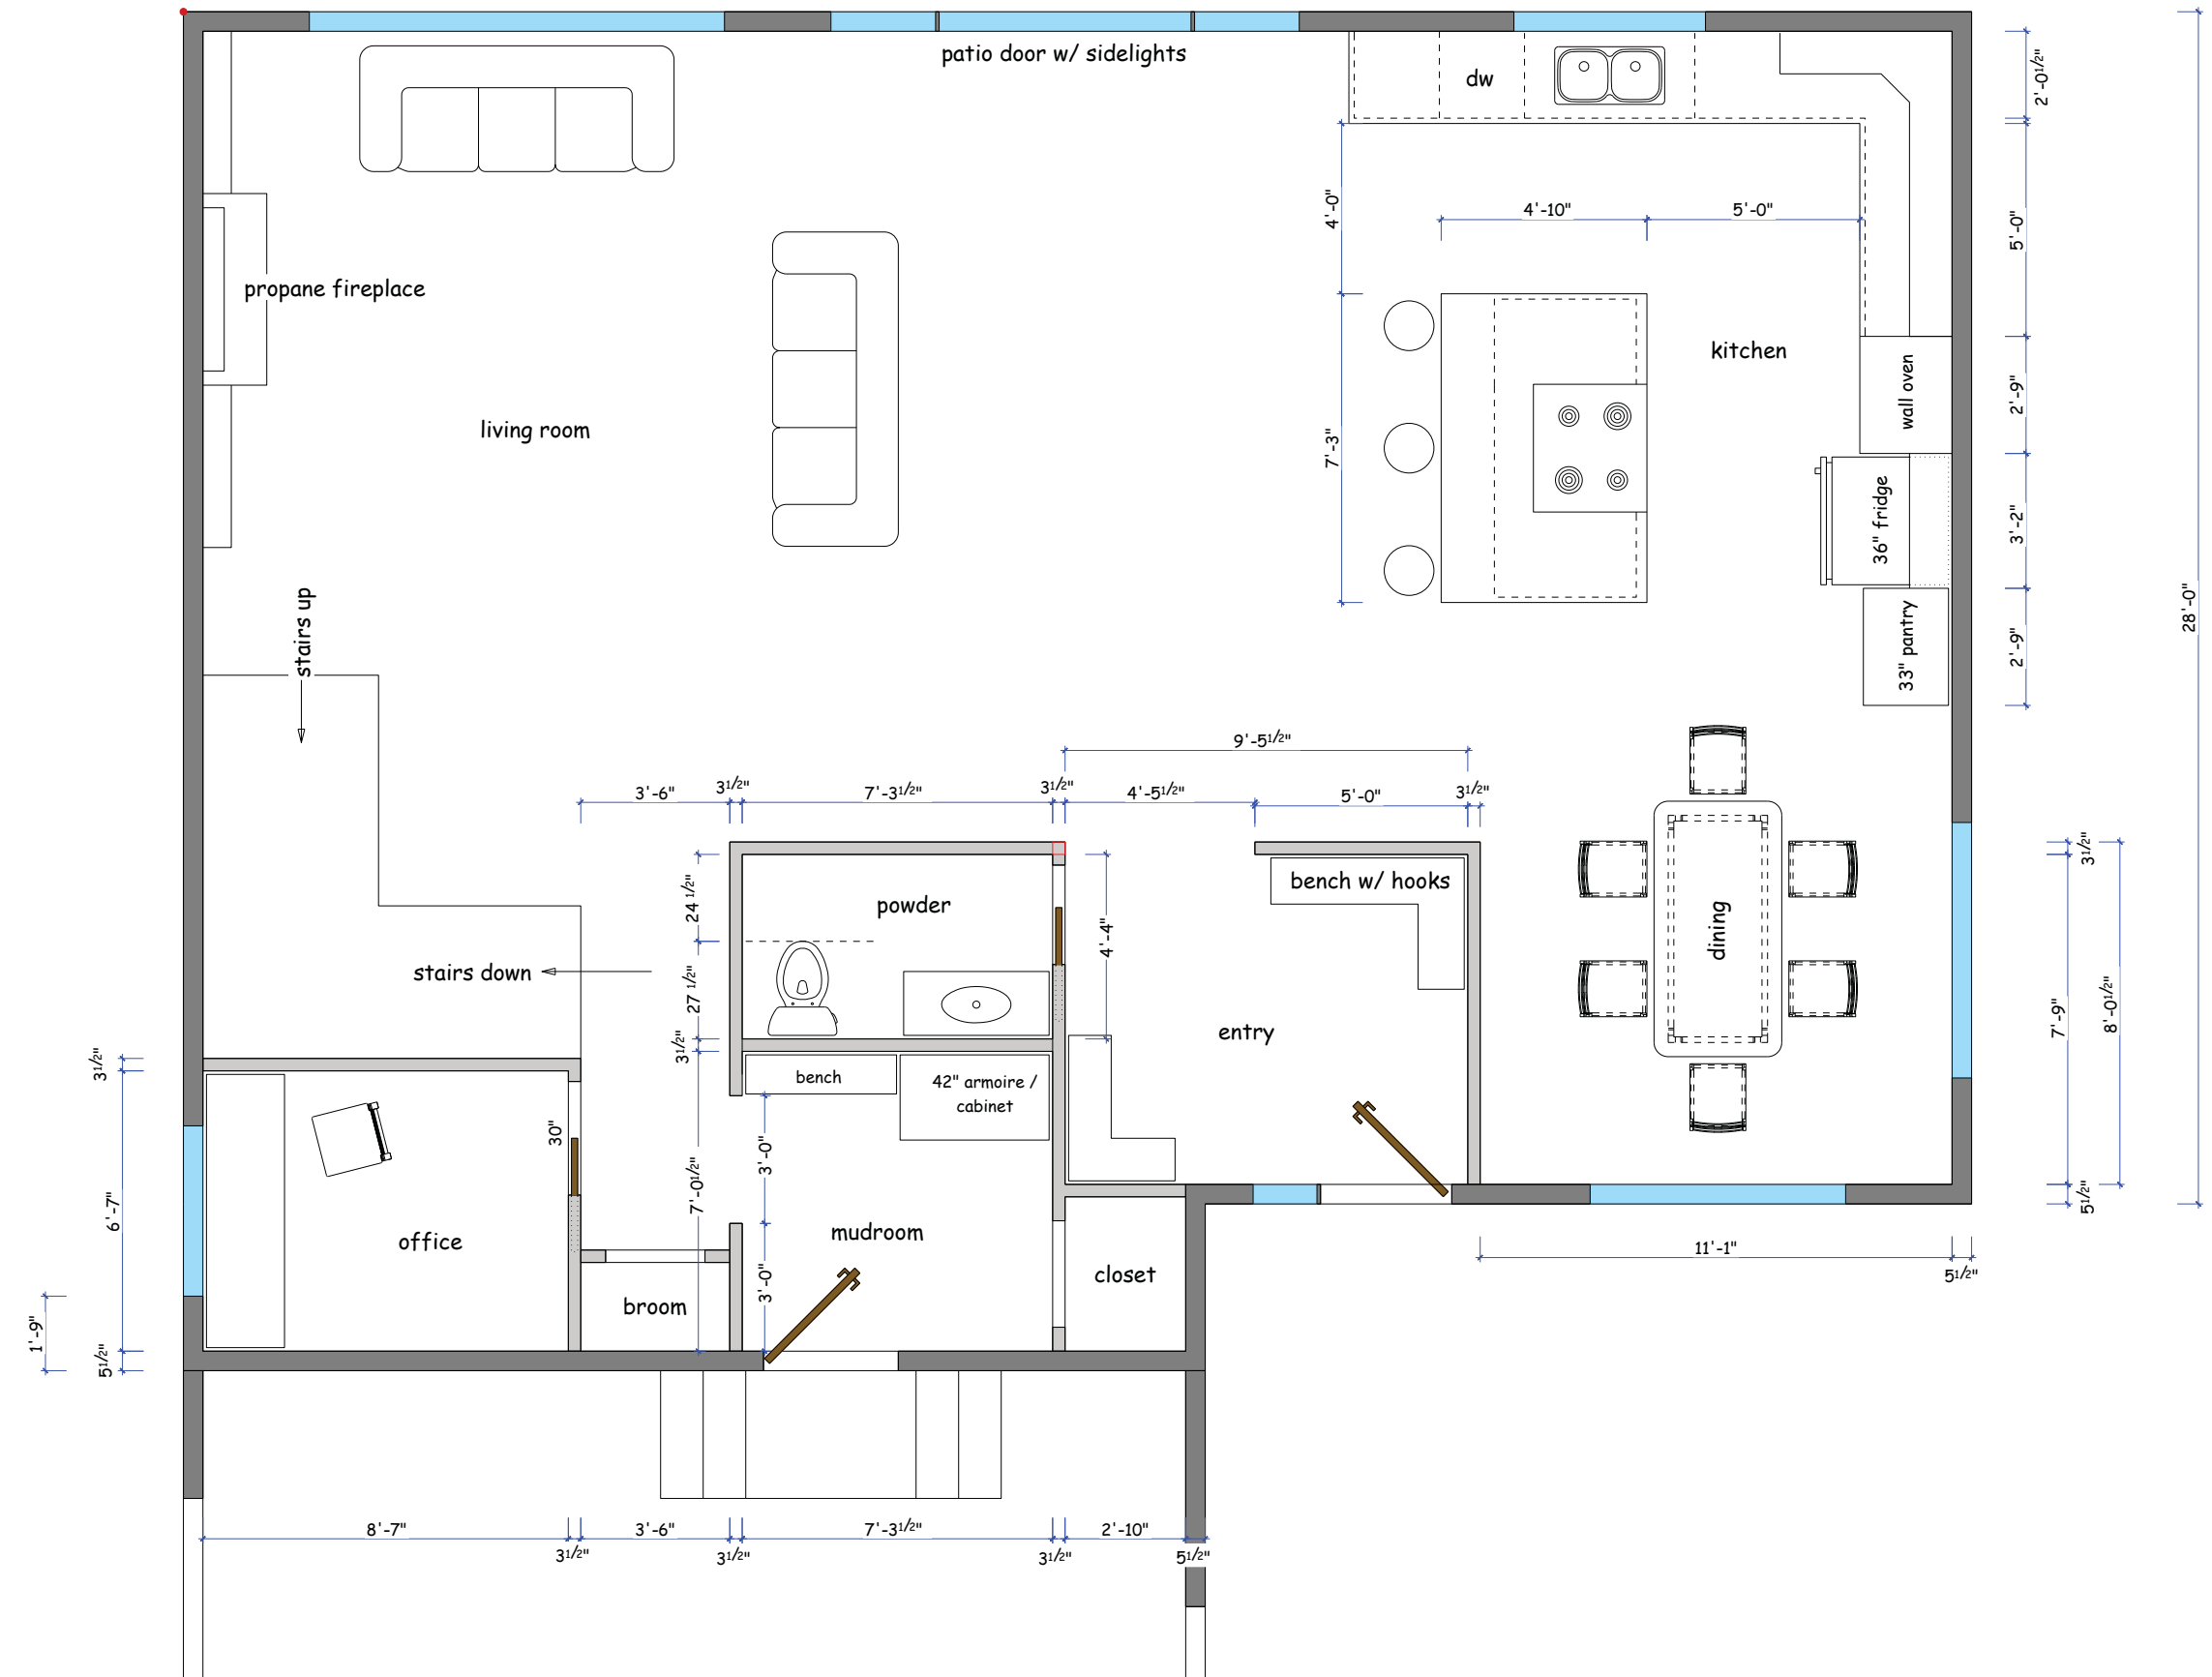 patio door w/ sidelights
dw
2'-0 1/2"
4'-0"
4'-10"
5'-0"
5'-0"
propane fireplace
kitchen
wall oven
2'-9"
living room
7'-3"
36" fridge
3'-2"
28'-0"
stairs up
33" pantry
2'-9"
9'-5 1/2"
3'-6"
3 1/2"
7'-3 1/2"
3 1/2"
4'-5 1/2"
5'-0"
3 1/2"
3 1/2"
24 1/2"
powder
bench w/ hooks
4'-4"
dining
stairs down
27 1/2"
entry
7'-9"
8'-0 1/2"
3 1/2"
3 1/2"
bench
42" armoire /
cabinet
30"
3'-0"
7'-0 1/2"
6'-7"
office
mudroom
5 1/2"
11'-1"
5 1/2"
closet
3'-0"
broom
1'-9"
5 1/2"
8'-7"
3'-6"
7'-3 1/2"
2'-10"
3 1/2"
3 1/2"
3 1/2"
5 1/2"